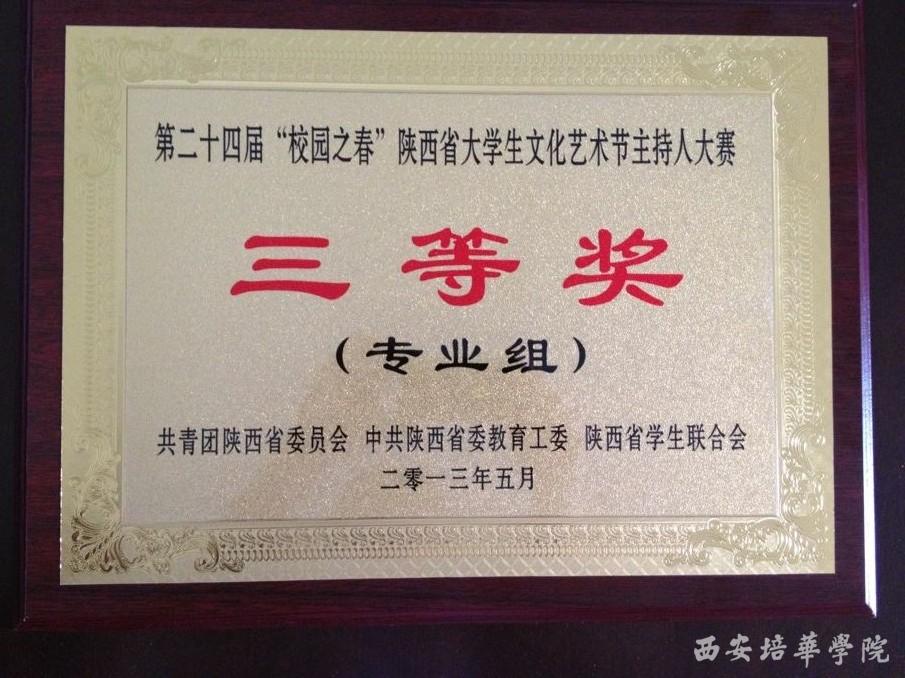 第二十四届“校园之春”陕西省大学生文化艺术节主持人大赛
三等奖
（专业组）
共青团陕西省委员会 中共陕西省委教育工委 陕西省学生联合会
二零一三年五月
西安培華學院